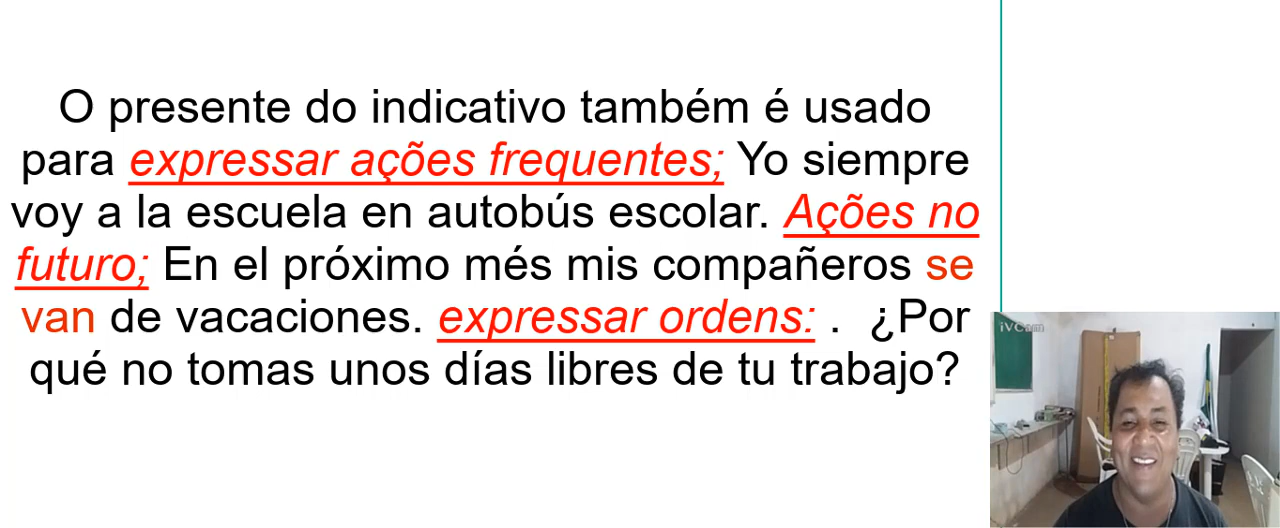 O presente do indicativo também é usado
para expressar ações frequentes; Yo siempre
voy a la escuela en autobús escolar. Ações no
futuro; En el próximo més mis compañeros se
van de vacaciones. expressar ordens: . ¿Por
qué no tomas unos días libres de tu trabajo?
iVCam